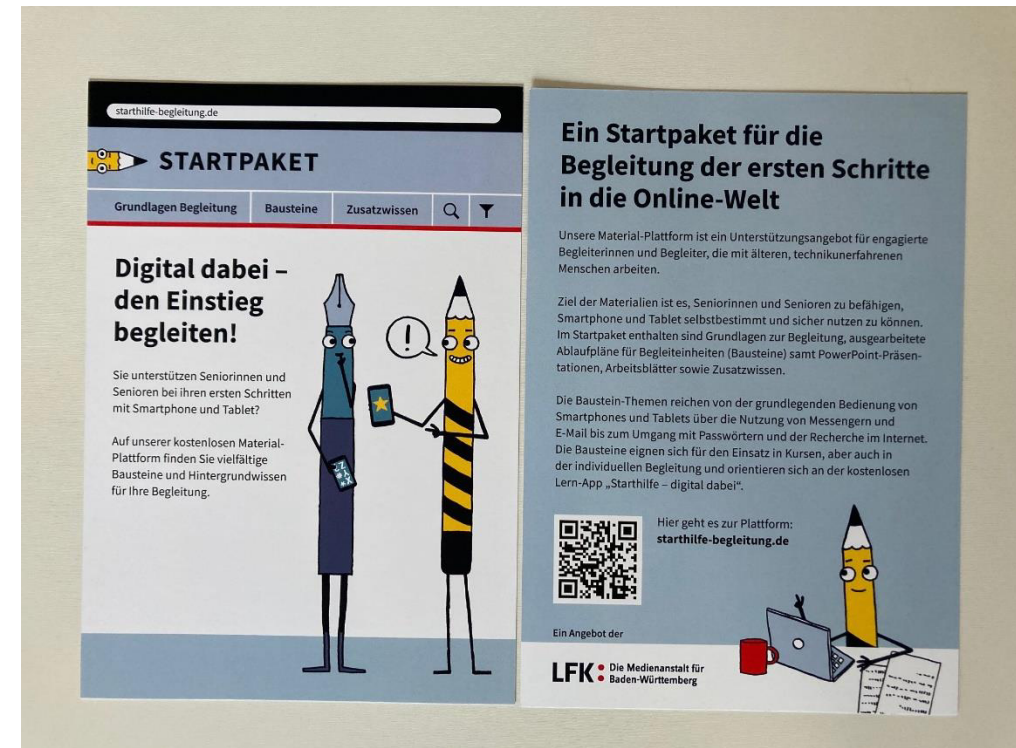 starthilfe-begleitung.de
STARTPAKET
Grundlagen Begleitung Bausteine Zusatzwissen
Digital dabei –
den Einstieg
begleiten!
!
Sie unterstützen Seniorinnen und
Senioren bei ihren ersten Schritten
mit Smartphone und Tablet?
Auf unserer kostenlosen Material-
Plattform finden Sie vielfältige
Bausteine und Hintergrundwissen
für Ihre Begleitung.
Ein Startpaket für die
Begleitung der ersten Schritte
in die Online-Welt
Unsere Material-Plattform ist ein Unterstützungsangebot für engagierte
Begleiterinnen und Begleiter, die mit älteren, technikunerfahrenen
Menschen arbeiten.
Ziel der Materialien ist es, Seniorinnen und Senioren zu befähigen,
Smartphone und Tablet selbstbestimmt und sicher nutzen zu können.
Im Startpaket enthalten sind Grundlagen zur Begleitung, ausgearbeitete
Ablaufpläne für Begleiteinheiten (Bausteine) samt PowerPoint-Präsen-
tationen, Arbeitsblätter sowie Zusatzwissen.
Die Baustein-Themen reichen von der grundlegenden Bedienung von
Smartphones und Tablets über die Nutzung von Messengern und
E-Mail bis zum Umgang mit Passwörtern und der Recherche im Internet.
Die Bausteine eignen sich für den Einsatz in Kursen, aber auch in
der individuellen Begleitung und orientieren sich an der kostenlosen
Lern-App „Starthilfe – digital dabei“.
Hier geht es zur Plattform:
starthilfe-begleitung.de
Ein Angebot der
LFK: Die Medienanstalt für
Baden-Württemberg